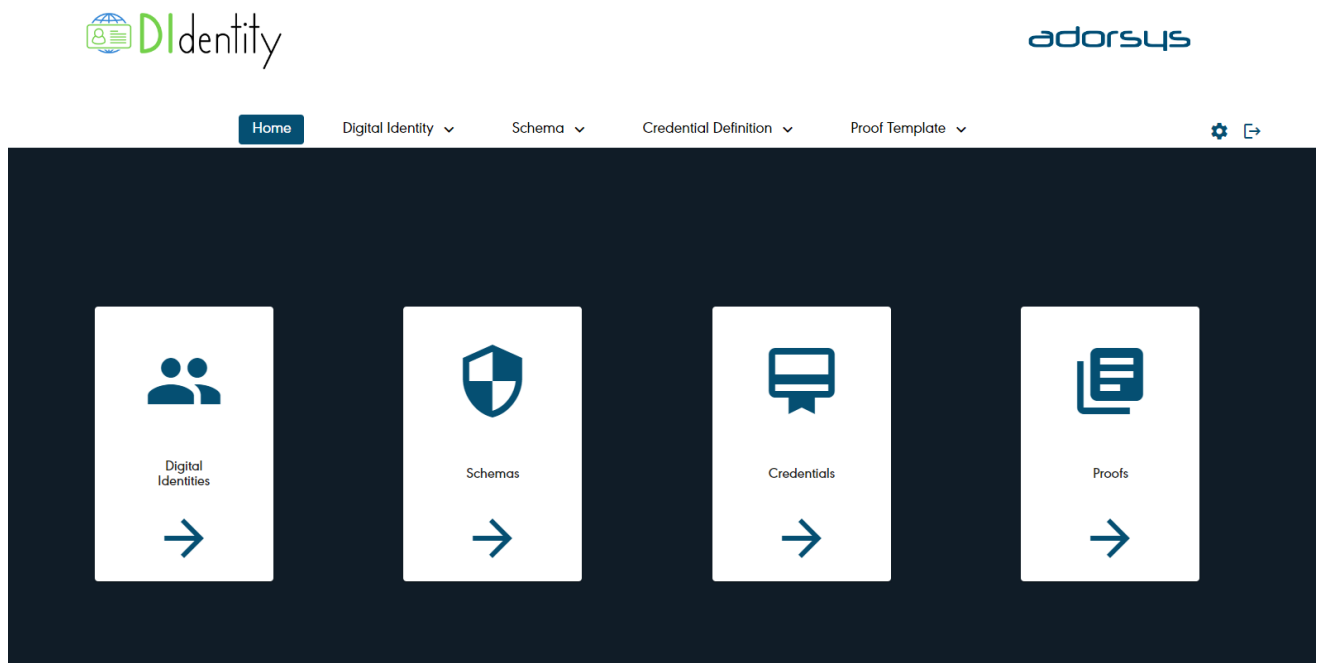 DIdentity
adorsys
Home
Digital Identity
Schema
Credential Definition
Proof Template
Digital
Identities
Schemas
Credentials
Proofs